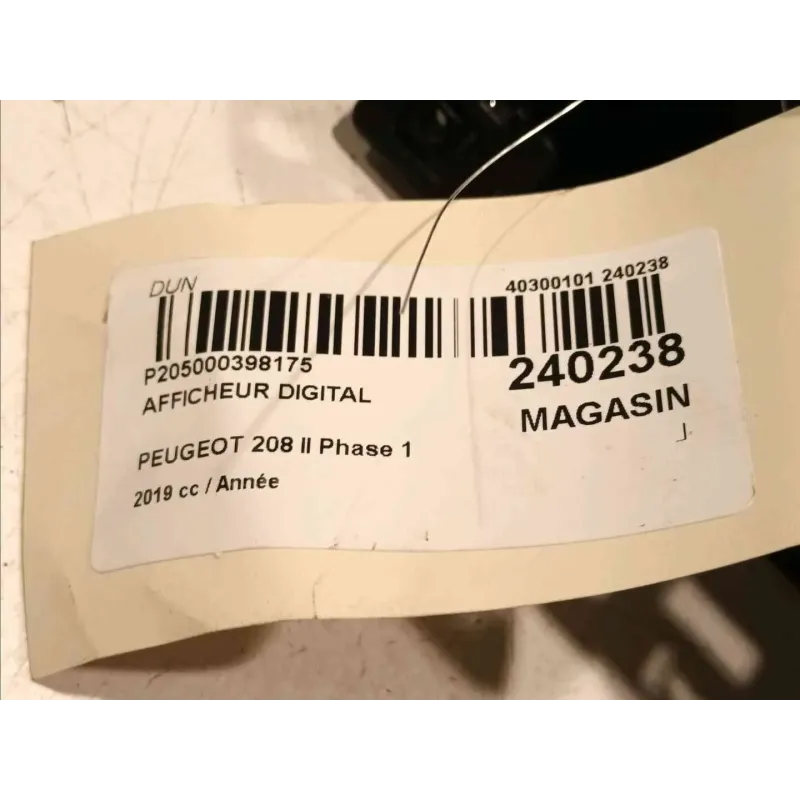 DUN
40300101 240238
P205000398175
240238
AFFICHEUR DIGITAL
MAGASIN
PEUGEOT 208 II Phase 1
2019 cc / Année